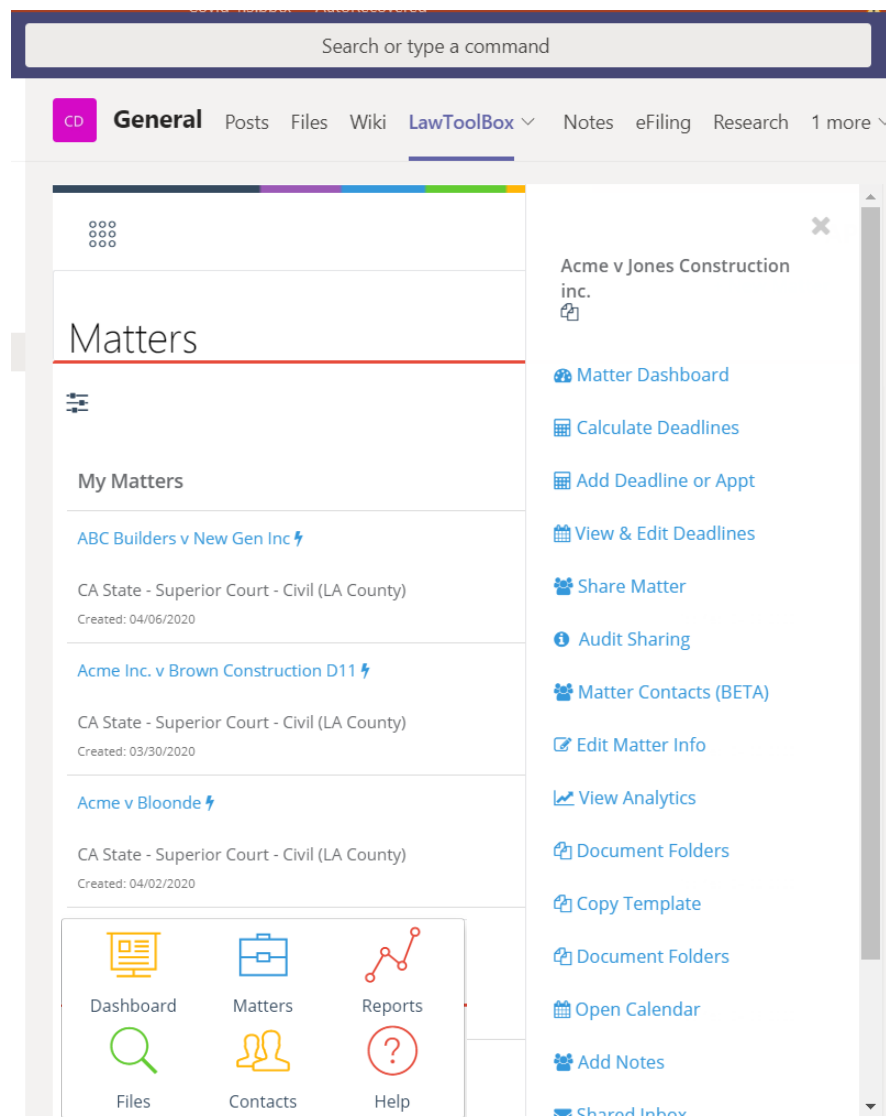 Search or type a command
CD General Posts Files Wiki LawToolBox Notes eFiling Research 1 more
Matters
My Matters
ABC Builders v New Gen Inc
CA State - Superior Court - Civil (LA County)
Created: 04/06/2020
Acme Inc. v Brown Construction D11
CA State - Superior Court - Civil (LA County)
Created: 03/30/2020
Acme v Bloonde
CA State - Superior Court - Civil (LA County)
Created: 04/02/2020
Dashboard Matters Reports
Files Contacts Help
Acme v Jones Construction
inc.
Matter Dashboard
Calculate Deadlines
Add Deadline or Appt
View & Edit Deadlines
Share Matter
Audit Sharing
Matter Contacts (BETA)
Edit Matter Info
View Analytics
Document Folders
Copy Template
Document Folders
Open Calendar
Add Notes
Shared Inbox